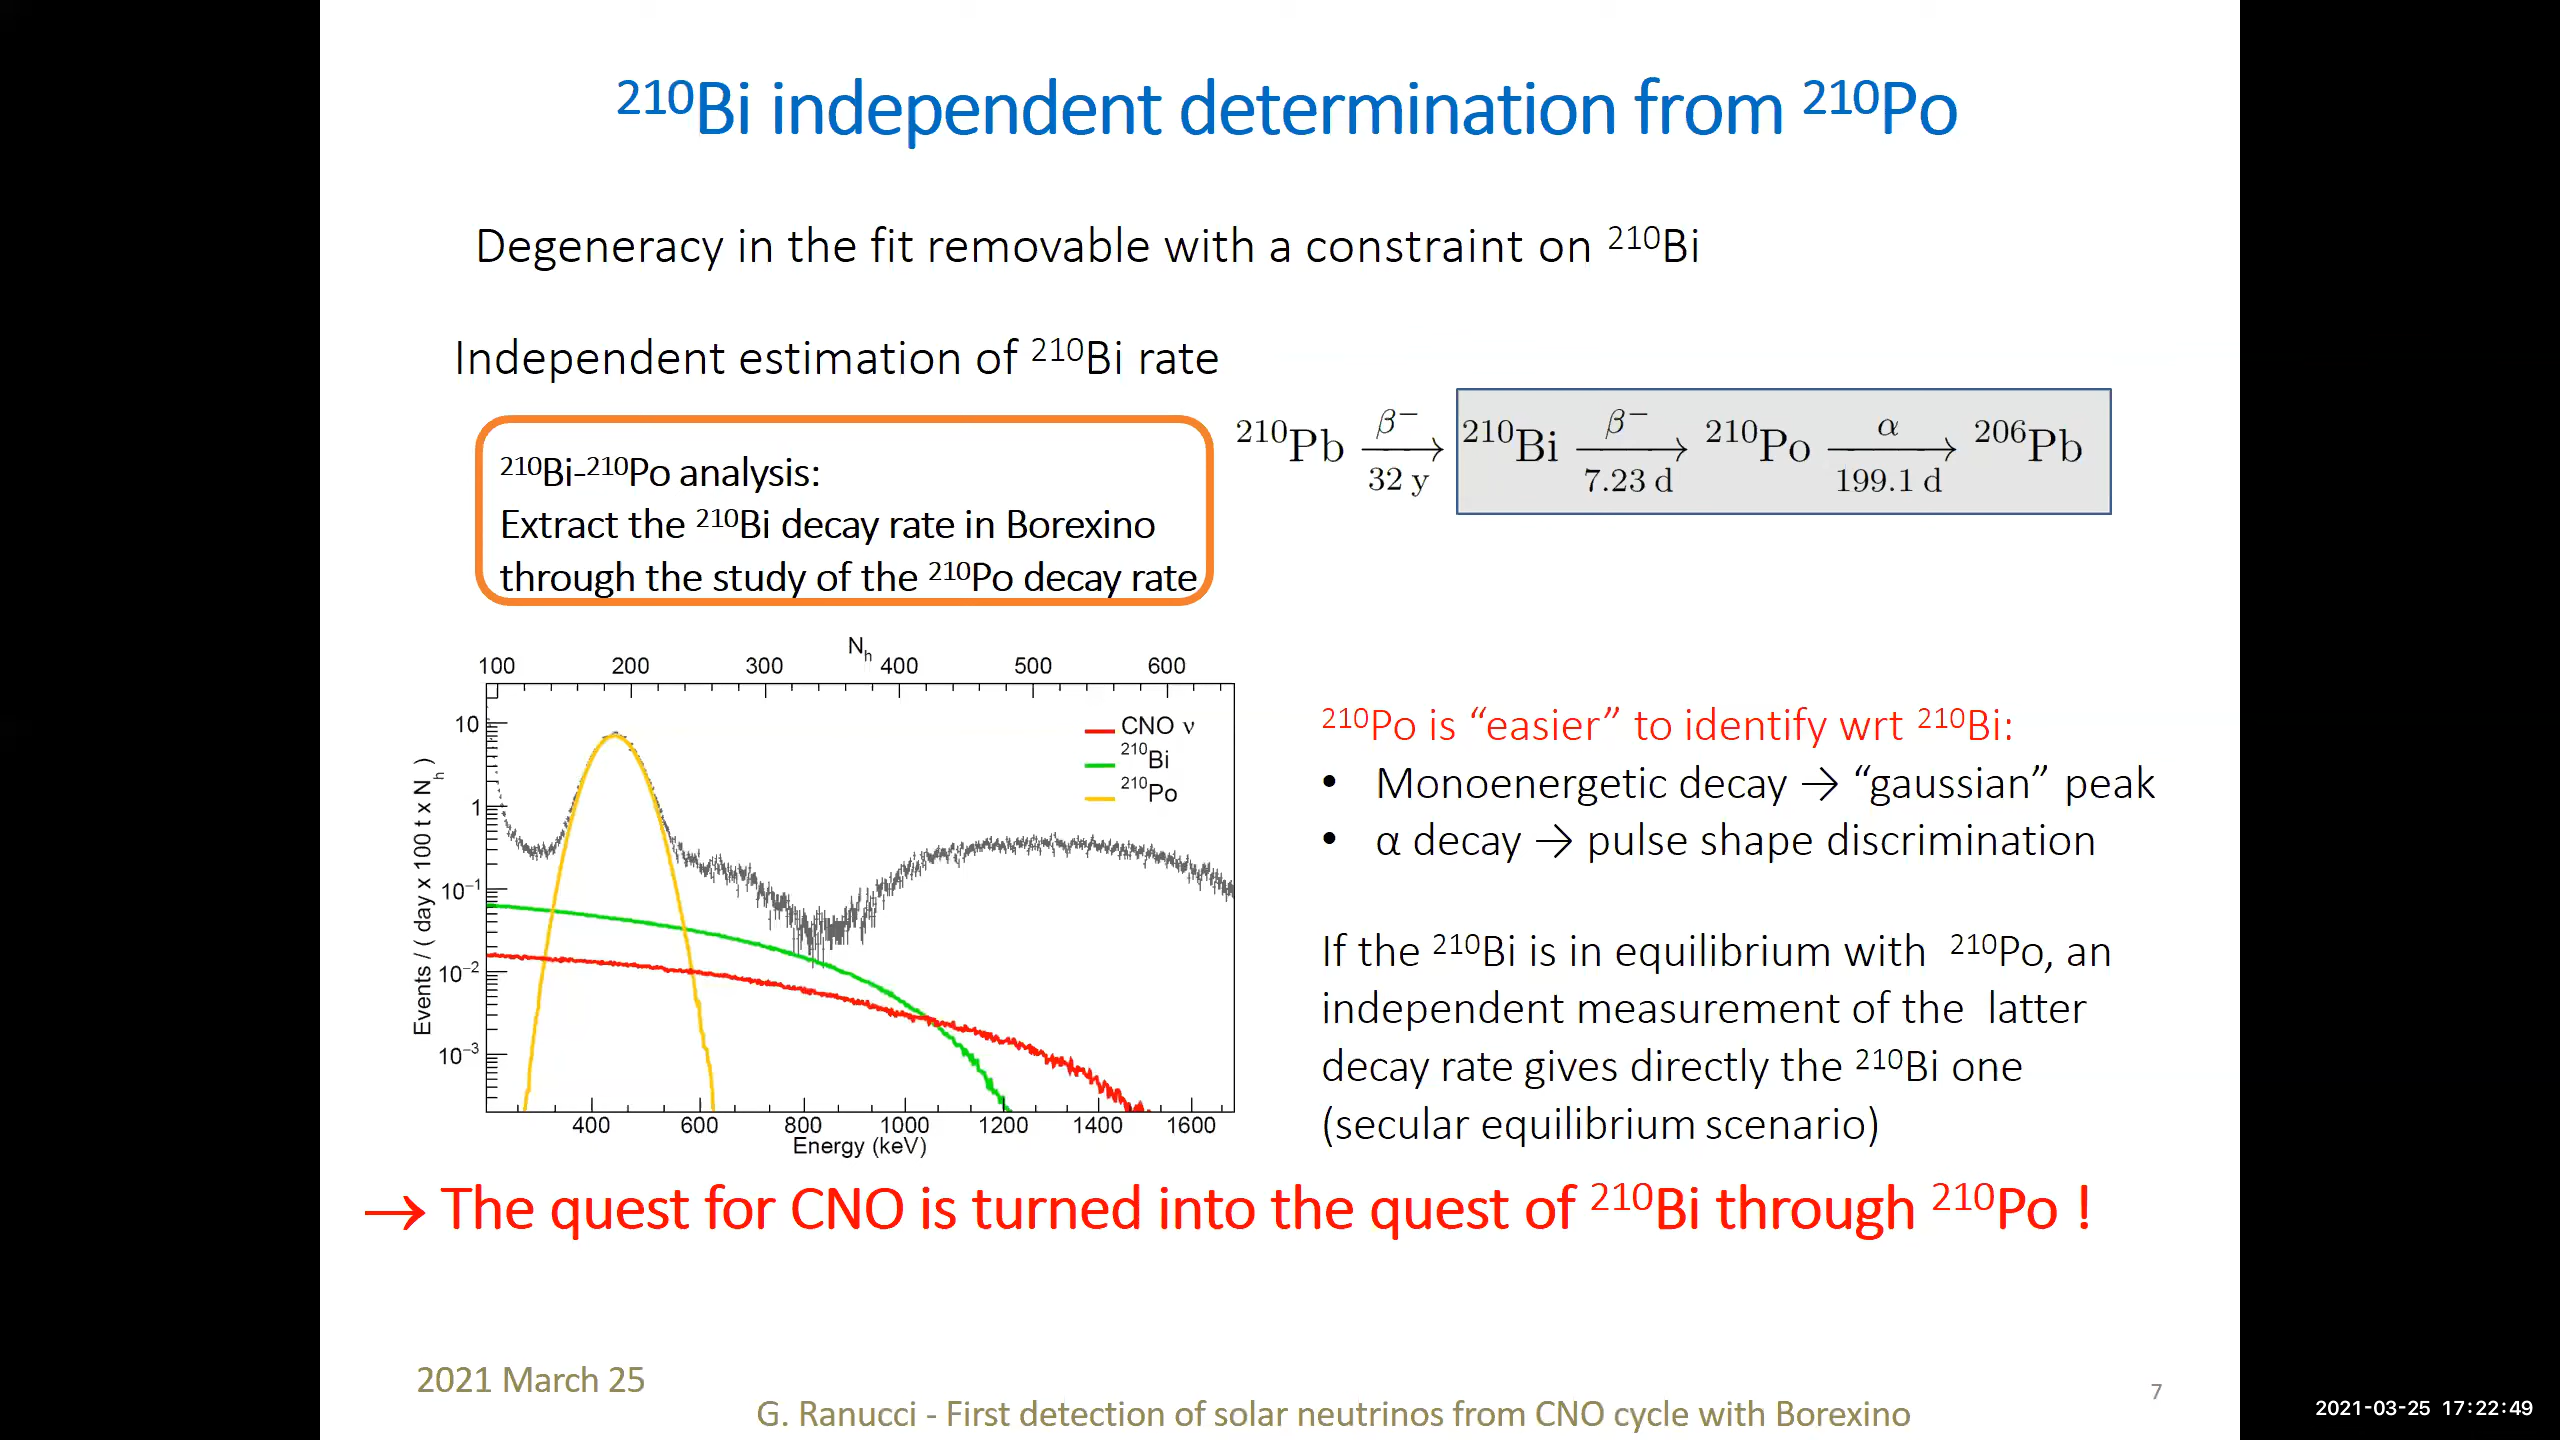 ²¹⁰Bi independent determination from ²¹⁰Po
Degeneracy in the fit removable with a constraint on ²¹⁰Bi
Independent estimation of ²¹⁰Bi rate
²¹⁰Bi-²¹⁰Po analysis:
Extract the ²¹⁰Bi decay rate in Borexino
through the study of the ²¹⁰Po decay rate
β⁻ β⁻ α
²¹⁰Pb → ²¹⁰Bi → ²¹⁰Po → ²⁰⁶Pb
32 y 7.23 d 199.1 d
Nₕ
100 200 300 400 500 600
CNO ν
²¹⁰Bi
²¹⁰Po
10
1
10⁻¹
10⁻²
10⁻³
Events / ( day x 100 t x Nₕ )
400 600 800 1000 1200 1400 1600
Energy (keV)
²¹⁰Po is “easier” to identify wrt ²¹⁰Bi:
• Monoenergetic decay → “gaussian” peak
• α decay → pulse shape discrimination
If the ²¹⁰Bi is in equilibrium with ²¹⁰Po, an
independent measurement of the latter
decay rate gives directly the ²¹⁰Bi one
(secular equilibrium scenario)
→ The quest for CNO is turned into the quest of ²¹⁰Bi through ²¹⁰Po !
2021 March 25
G. Ranucci - First detection of solar neutrinos from CNO cycle with Borexino
7
2021-03-25 17:22:49